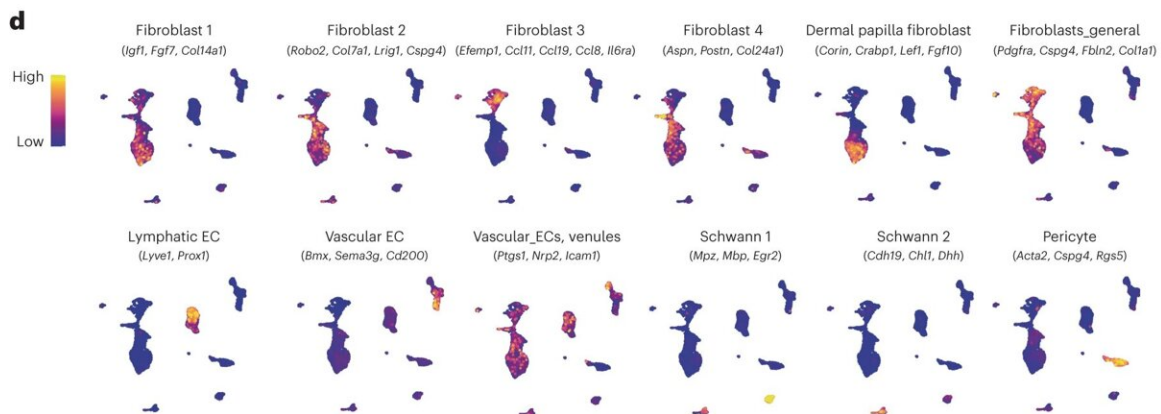 d
Fibroblast 1
(Igf1, Fgf7, Col14a1)
Fibroblast 2
(Robo2, Col7a1, Lrig1, Cspg4)
Fibroblast 3
(Efemp1, Ccl11, Ccl19, Ccl8, Il6ra)
Fibroblast 4
(Aspn, Postn, Col24a1)
Dermal papilla fibroblast
(Corin, Crabp1, Lef1, Fgf10)
Fibroblasts_general
(Pdgfra, Cspg4, Fbln2, Col1a1)
High
Low
Lymphatic EC
(Lyve1, Prox1)
Vascular EC
(Bmx, Sema3g, Cd200)
Vascular_ECs, venules
(Ptgs1, Nrp2, Icam1)
Schwann 1
(Mpz, Mbp, Egr2)
Schwann 2
(Cdh19, Chl1, Dhh)
Pericyte
(Acta2, Cspg4, Rgs5)